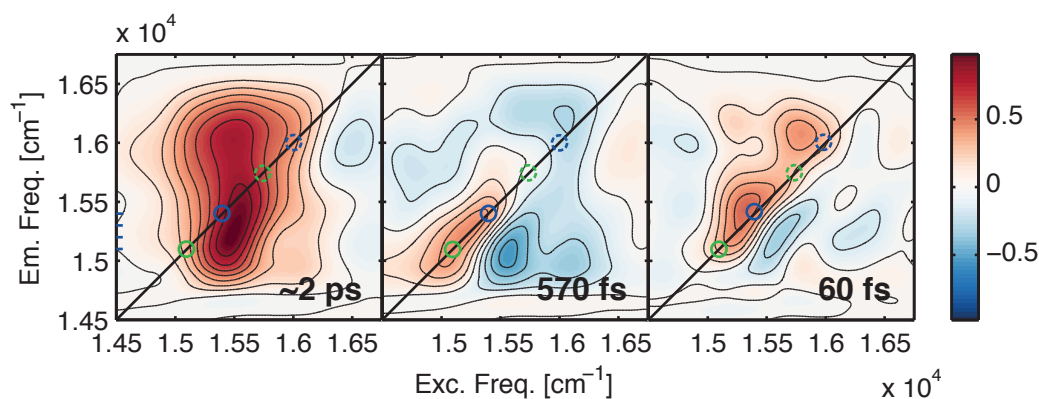 x 10⁴
1.65
1.6
1.55
1.5
1.45
Em. Freq. [cm⁻¹]
~2 ps
570 fs
60 fs
1.45 1.5 1.55 1.6 1.65
1.5 1.55 1.6 1.65
1.5 1.55 1.6 1.65
Exc. Freq. [cm⁻¹]
x 10⁴
0.5
0
−0.5